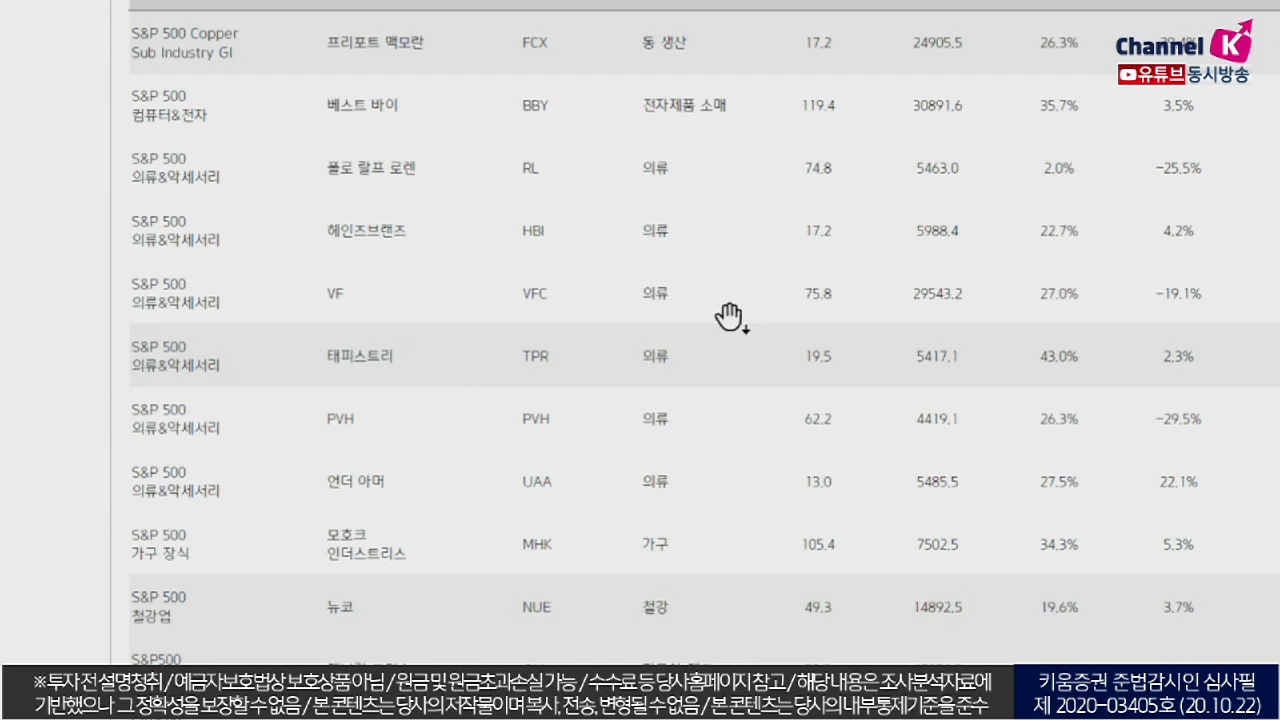 S&P 500 Copper
Sub Industry GI
프리포트 맥모란 FCX 동 생산 17.2 24905.5 26.3%
Channel K
유튜브 동시방송
S&P 500
컴퓨터&전자
베스트 바이 BBY 전자제품 소매 119.4 30891.6 35.7% 3.5%
S&P 500
의류&악세서리
폴로 랄프 로렌 RL 의류 74.8 5463.0 2.0% -25.5%
S&P 500
의류&악세서리
헤인즈브랜즈 HBI 의류 17.2 5988.4 22.7% 4.2%
S&P 500
의류&악세서리
VF VFC 의류 75.8 29543.2 27.0% -19.1%
S&P 500
의류&악세서리
태피스트리 TPR 의류 19.5 5417.1 43.0% 2.3%
S&P 500
의류&악세서리
PVH PVH 의류 62.2 4419.1 26.3% -29.5%
S&P 500
의류&악세서리
언더 아머 UAA 의류 13.0 5485.5 27.5% 22.1%
S&P 500
가구 장식
모호크
인더스트리스
MHK 가구 105.4 7502.5 34.3% 5.3%
S&P 500
철강업
뉴코 NUE 철강 49.3 14892.5 19.6% 3.7%
S&P500
※투자 전 설명청취 / 예금자보호법상 보호상품 아님 / 원금 및 원금초과손실 가능 / 수수료 등 당사홈페이지 참고 / 해당 내용은 조사분석자료에
기반했으나 그 정확성을 보장할 수 없음 / 본 콘텐츠는 당사의 저작물이며 복사, 전송, 변형될 수 없음 / 본 콘텐츠는 당사의 내부통제기준을 준수
키움증권 준법감시인 심사필
제 2020-03405호 (20.10.22)